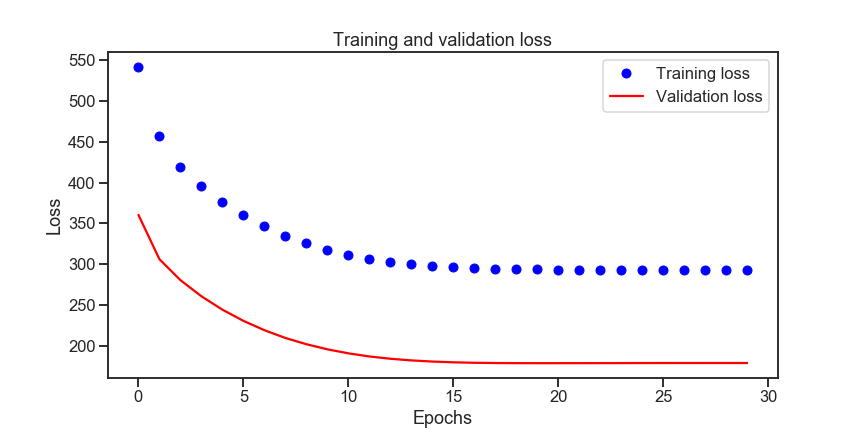 Training and validation loss
Training loss
Validation loss
Loss
550
500
450
400
350
300
250
200
0 5 10 15 20 25 30
Epochs